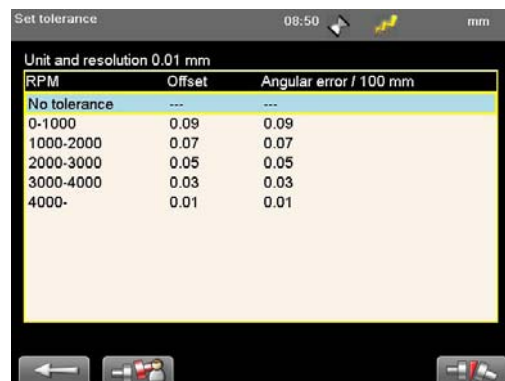 Set tolerance 08:50 mm
Unit and resolution 0.01 mm
RPM Offset Angular error / 100 mm
No tolerance --- ---
0-1000 0.09 0.09
1000-2000 0.07 0.07
2000-3000 0.05 0.05
3000-4000 0.03 0.03
4000- 0.01 0.01